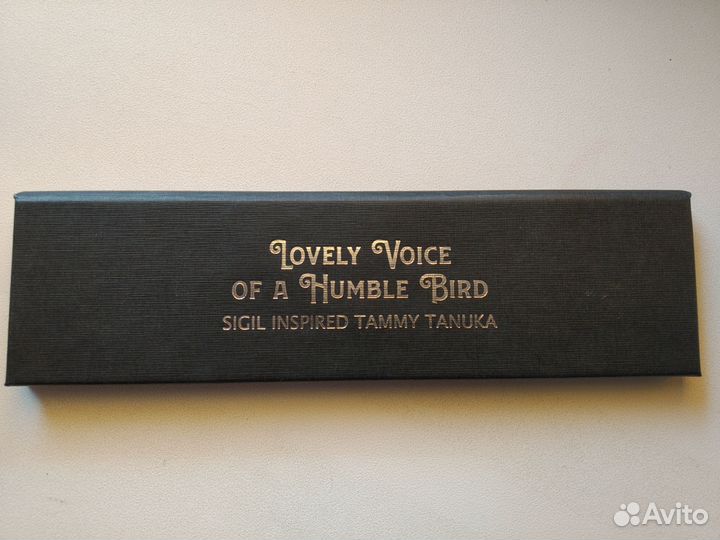 Lovely Voice
of a Humble Bird
SIGIL INSPIRED TAMMY TANUKA
Avito